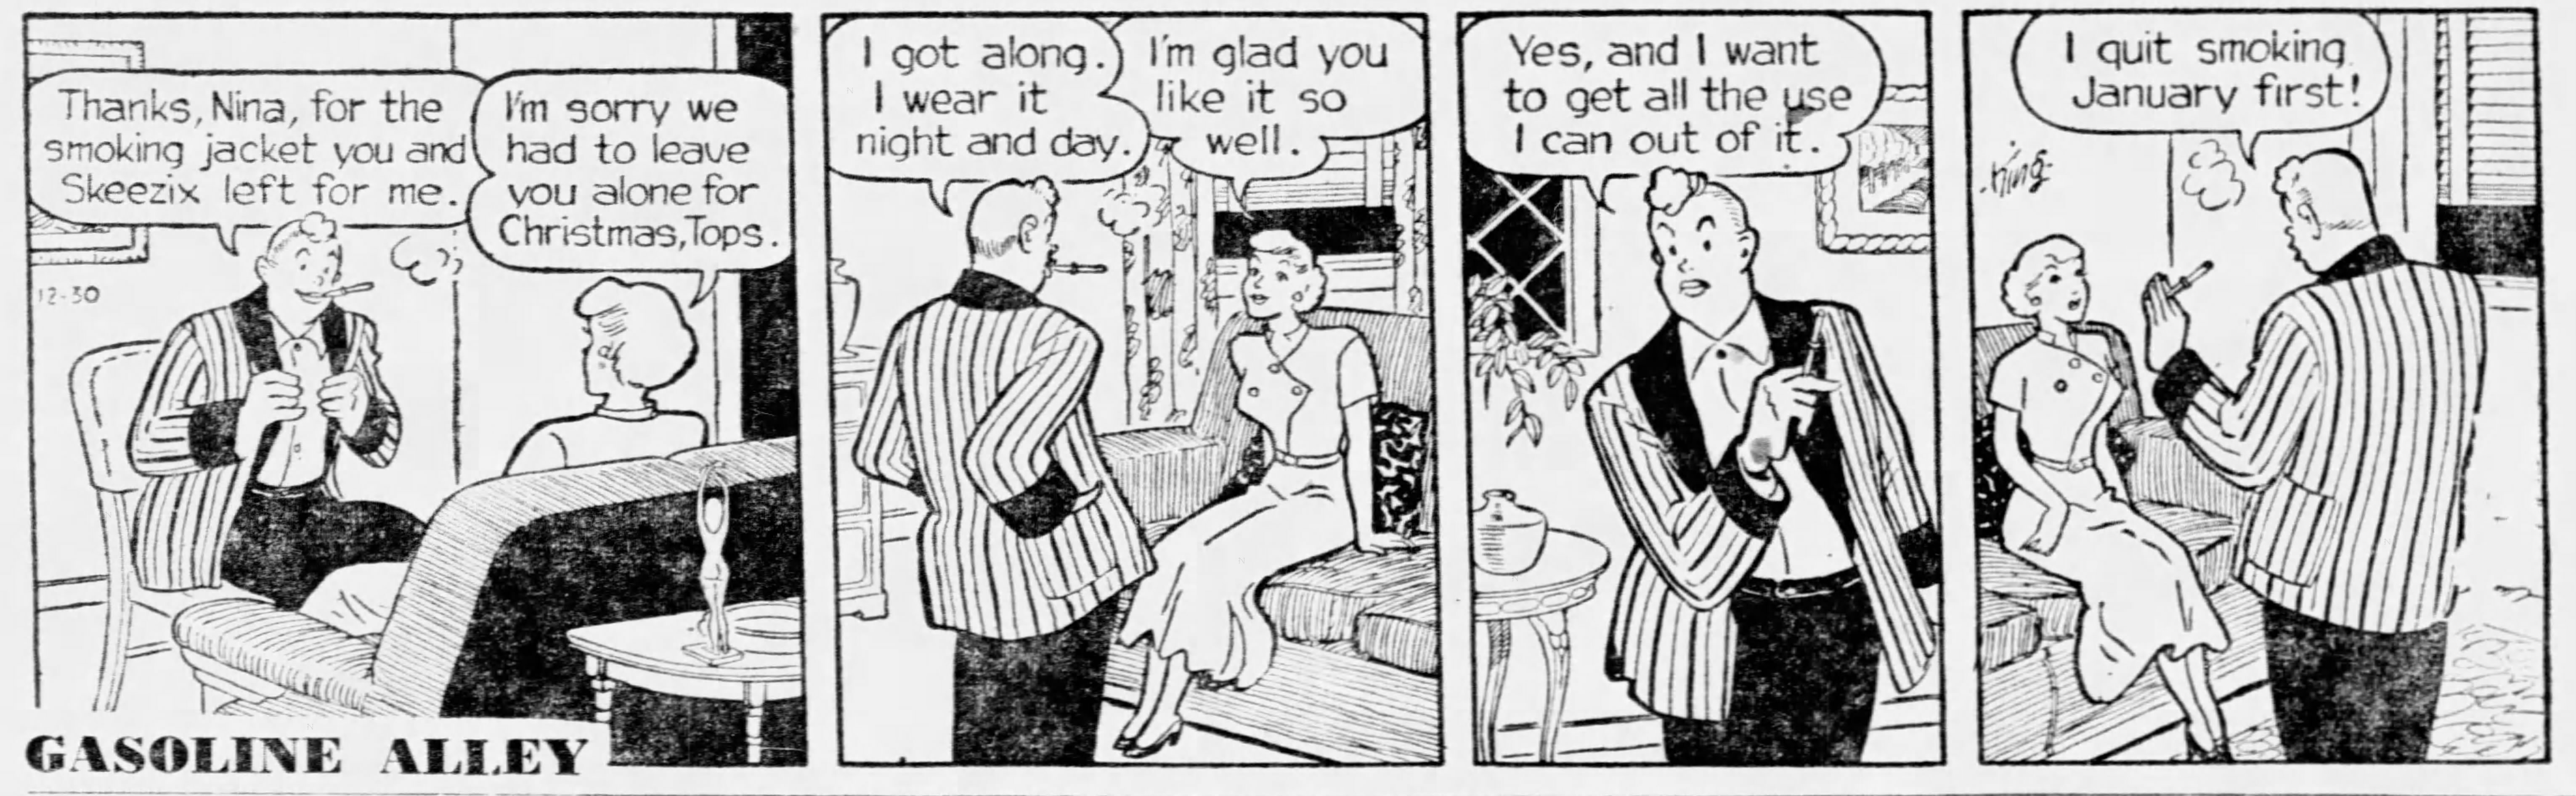 Thanks, Nina, for the
smoking jacket you and
Skeezix left for me.
I'm sorry we
had to leave
you alone for
Christmas, Tops.
12-30
GASOLINE ALLEY
I got along.
I wear it
night and day.
I'm glad you
like it so
well.
Yes, and I want
to get all the use
I can out of it.
I quit smoking
January first!
King